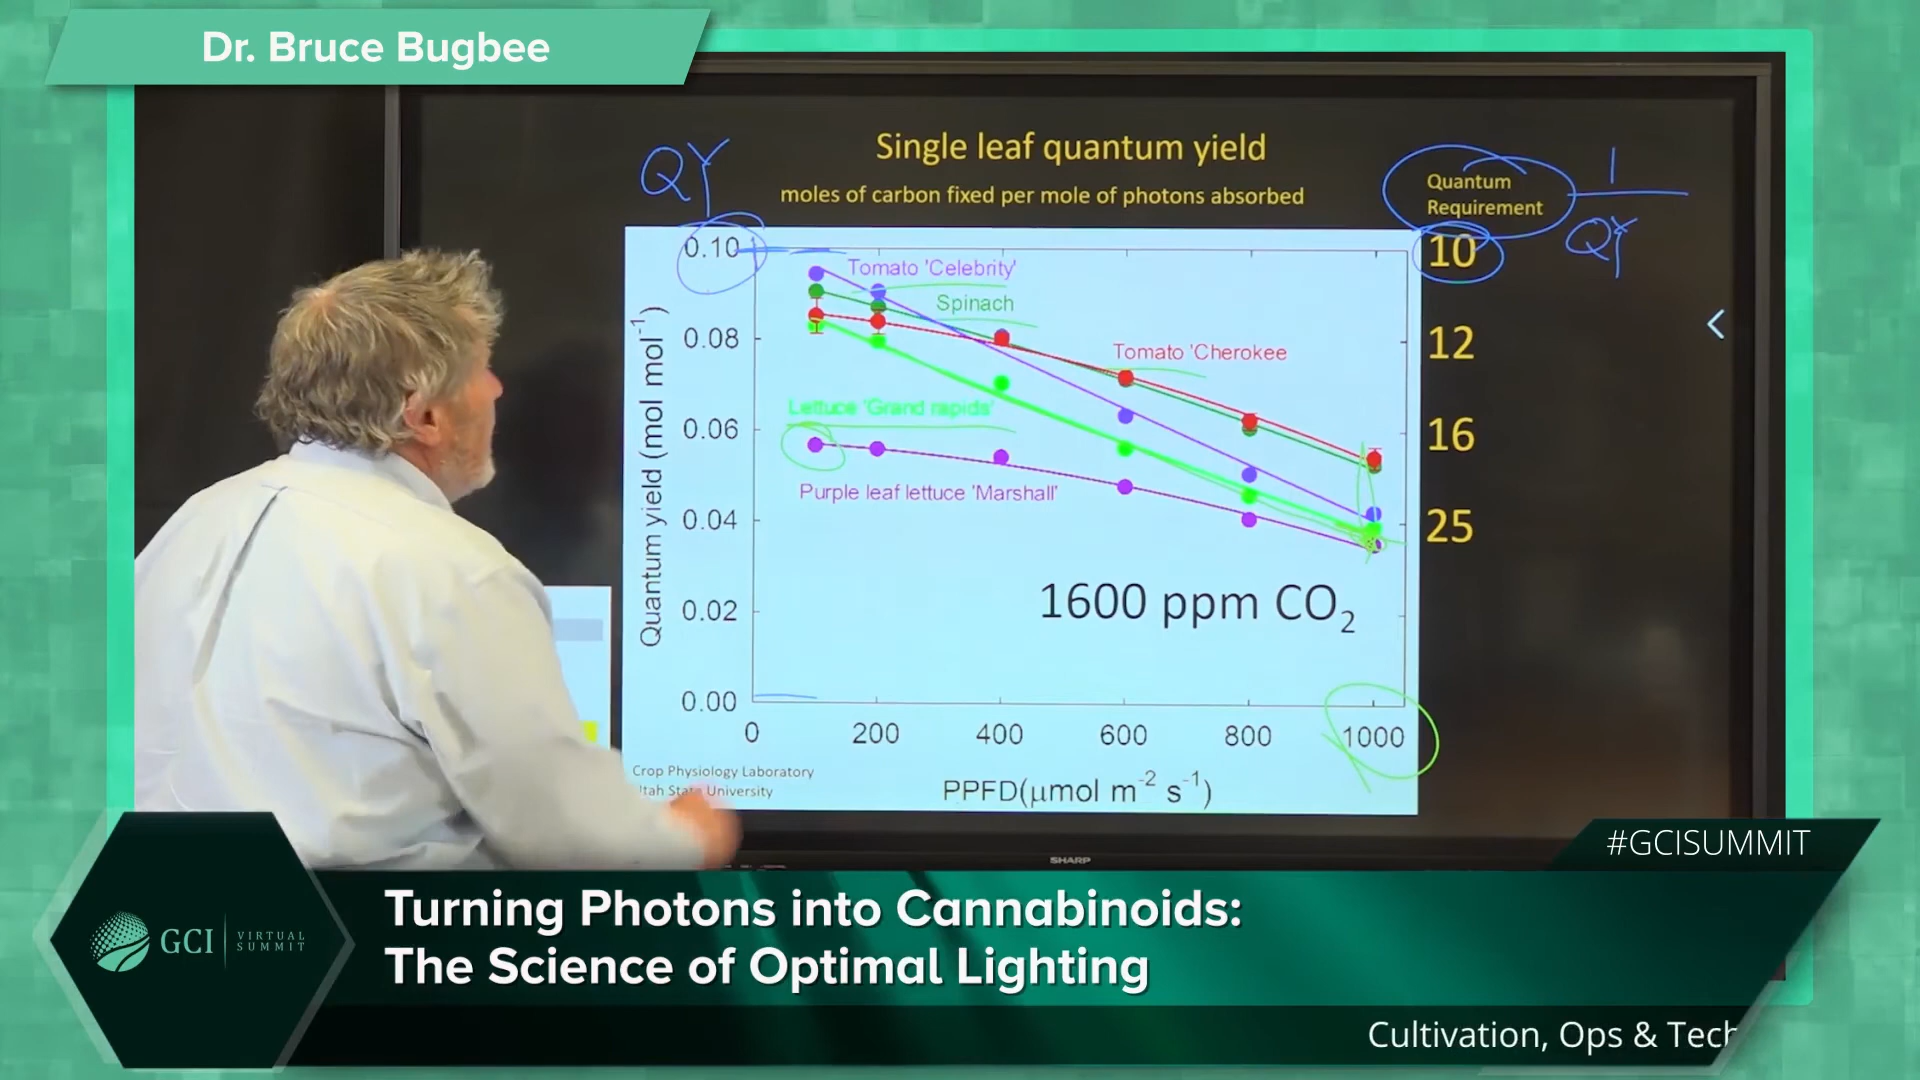 Dr. Bruce Bugbee
Single leaf quantum yield
moles of carbon fixed per mole of photons absorbed
QY
Quantum
Requirement
1
QY
0.10
0.08
0.06
0.04
0.02
0.00
Quantum yield (mol mol-1)
Tomato 'Celebrity'
Spinach
Tomato 'Cherokee
Lettuce 'Grand rapids'
Purple leaf lettuce 'Marshall'
1600 ppm CO2
10
12
16
25
0 200 400 600 800 1000
PPFD(µmol m-2 s-1)
Crop Physiology Laboratory
Utah State University
SHARP
#GCISUMMIT
GCI VIRTUAL SUMMIT
Turning Photons into Cannabinoids:
The Science of Optimal Lighting
Cultivation, Ops & Tech